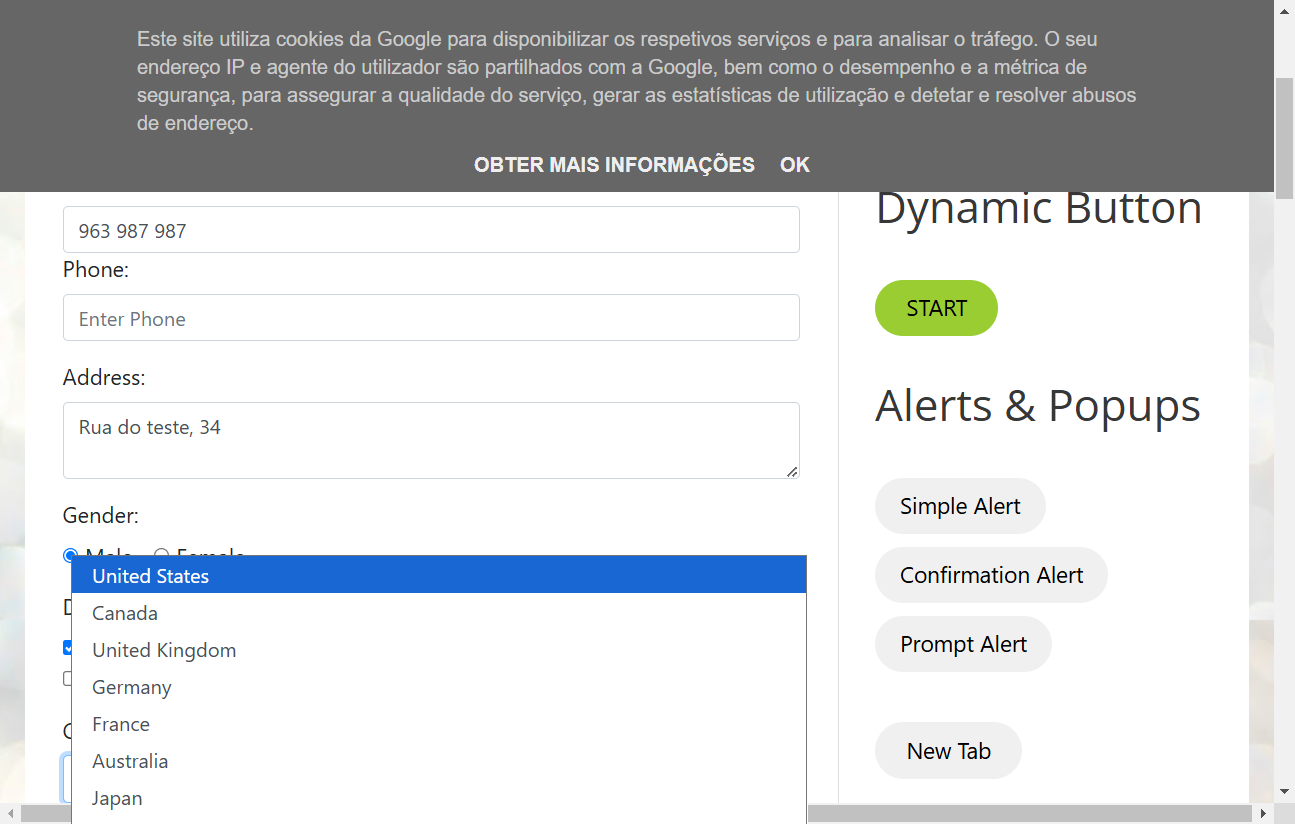 Este site utiliza cookies da Google para disponibilizar os respetivos serviços e para analisar o tráfego. O seu
endereço IP e agente do utilizador são partilhados com a Google, bem como o desempenho e a métrica de
segurança, para assegurar a qualidade do serviço, gerar as estatísticas de utilização e detetar e resolver abusos
de endereço.
OBTER MAIS INFORMAÇÕES OK
963 987 987
Phone:
Enter Phone
Address:
Rua do teste, 34
Gender:
Male Female
United States
Canada
United Kingdom
Germany
France
Australia
Japan
Dynamic Button
START
Alerts & Popups
Simple Alert
Confirmation Alert
Prompt Alert
New Tab